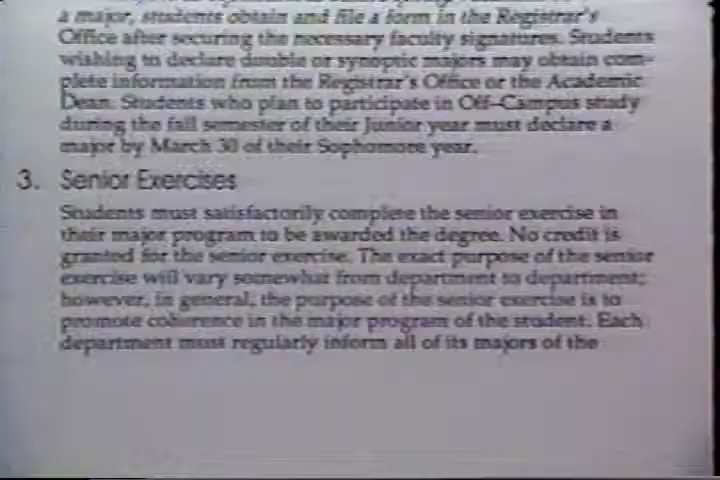 a major, students obtain and file a form in the Registrar's
Office after securing the necessary faculty signatures. Students
wishing to declare double or synoptic majors may obtain com-
plete information from the Registrar's Office or the Academic
Dean. Students who plan to participate in Off-Campus study
during the fall semester of their Junior year must declare a
major by March 30 of their Sophomore year.
3. Senior Exercises
Students must satisfactorily complete the senior exercise in
their major program to be awarded the degree. No credit is
granted for the senior exercise. The exact purpose of the senior
exercise will vary somewhat from department to department;
however, in general, the purpose of the senior exercise is to
promote coherence in the major program of the student. Each
department must regularly inform all of its majors of the